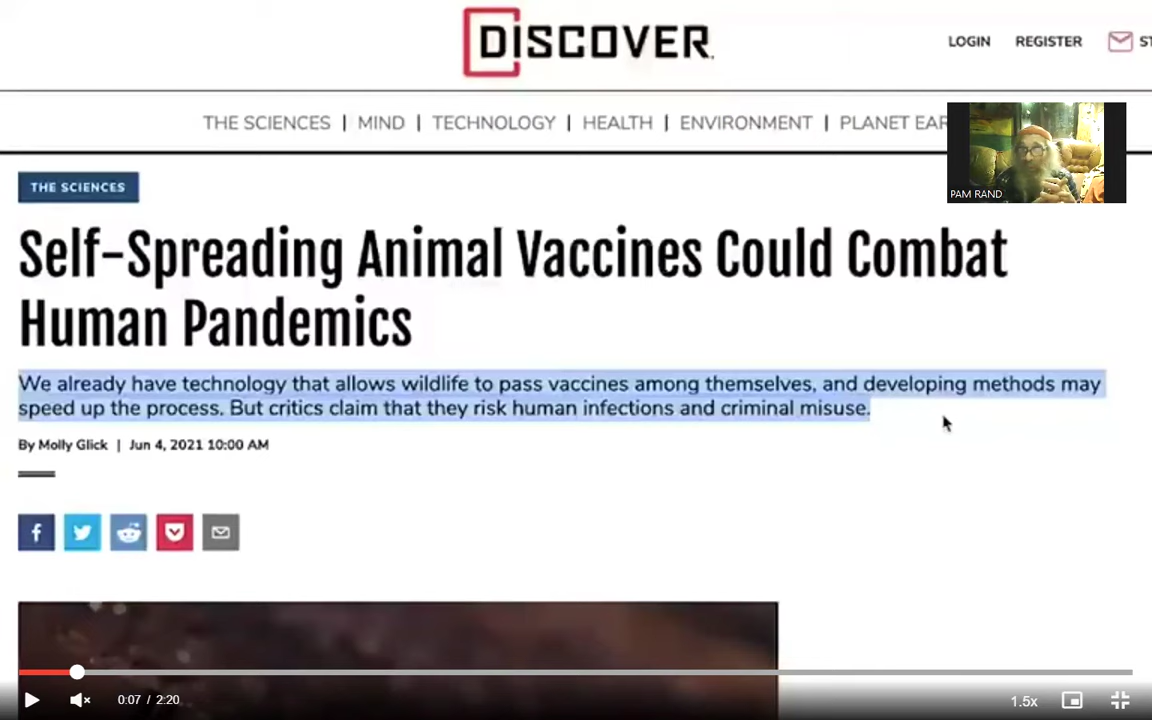 DiSCOVER.
LOGIN REGISTER ST
THE SCIENCES | MIND | TECHNOLOGY | HEALTH | ENVIRONMENT | PLANET EAR
PAM RAND
THE SCIENCES
Self-Spreading Animal Vaccines Could Combat
Human Pandemics
We already have technology that allows wildlife to pass vaccines among themselves, and developing methods may
speed up the process. But critics claim that they risk human infections and criminal misuse.
By Molly Glick | Jun 4, 2021 10:00 AM
0:07 / 2:20
1.5x